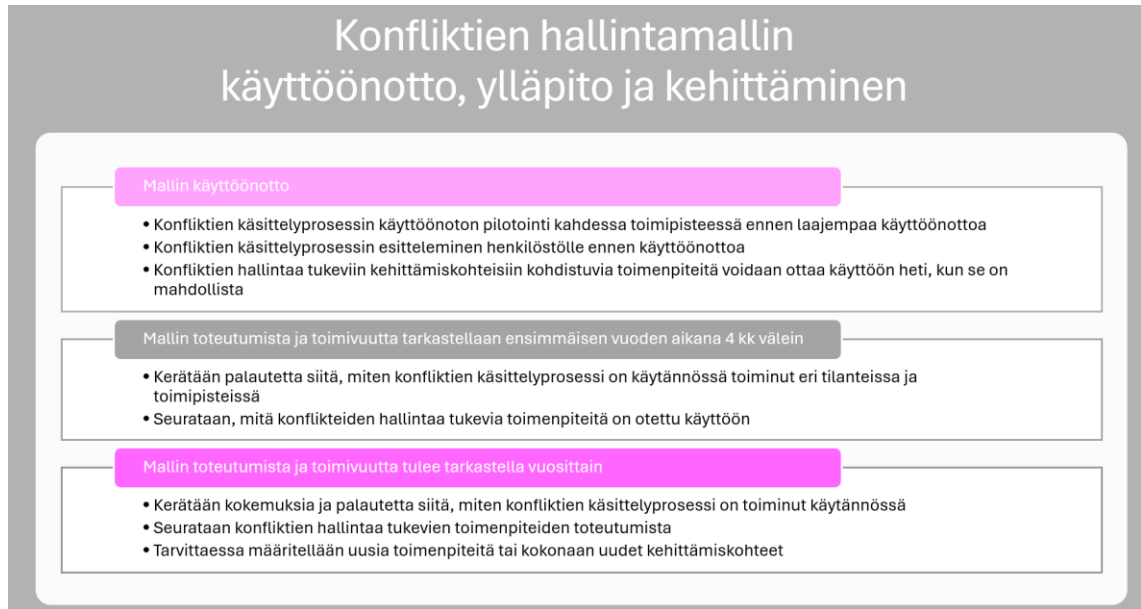 Konfliktien hallintamallin
käyttöönotto, ylläpito ja kehittäminen
Mallin käyttöönotto
• Konfliktien käsittelyprosessin käyttöönoton pilotointi kahdessa toimipisteessä ennen laajempaa käyttöönottoa
• Konfliktien käsittelyprosessin esitteleminen henkilöstölle ennen käyttöönottoa
• Konfliktien hallintaa tukeviin kehittämiskohteisiin kohdistuvia toimenpiteitä voidaan ottaa käyttöön heti, kun se on
mahdollista
Mallin toteutumista ja toimivuutta tarkastellaan ensimmäisen vuoden aikana 4 kk välein
• Kerätään palautetta siitä, miten konfliktien käsittelyprosessi on käytännössä toiminut eri tilanteissa ja
toimipisteissä
• Seurataan, mitä konflikteiden hallintaa tukevia toimenpiteitä on otettu käyttöön
Mallin toteutumista ja toimivuutta tulee tarkastella vuosittain
• Kerätään kokemuksia ja palautetta siitä, miten konfliktien käsittelyprosessi on toiminut käytännössä
• Seurataan konfliktien hallintaa tukevien toimenpiteiden toteutumista
• Tarvittaessa määritellään uusia toimenpiteitä tai kokonaan uudet kehittämiskohteet